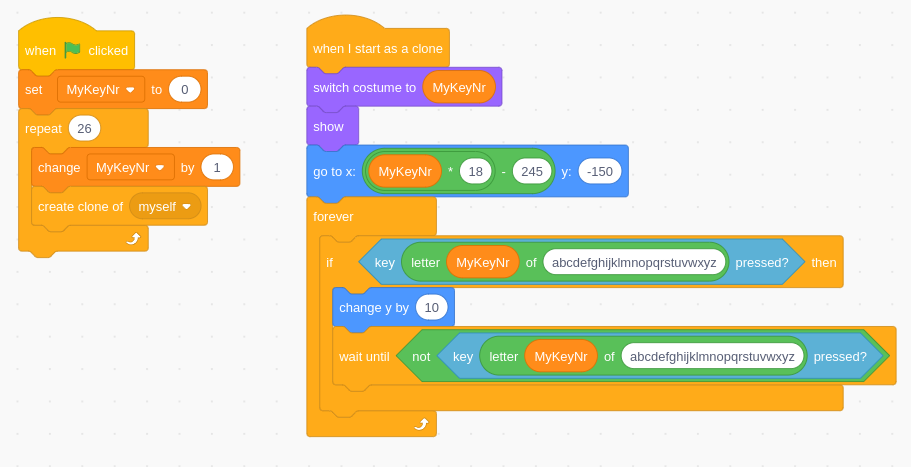 when clicked
set MyKeyNr to 0
repeat 26
change MyKeyNr by 1
create clone of myself
when I start as a clone
switch costume to MyKeyNr
show
go to x: MyKeyNr * 18 - 245 y: -150
forever
if key letter MyKeyNr of abcdefghijklmnopqrstuvwxyz pressed? then
change y by 10
wait until not key letter MyKeyNr of abcdefghijklmnopqrstuvwxyz pressed?